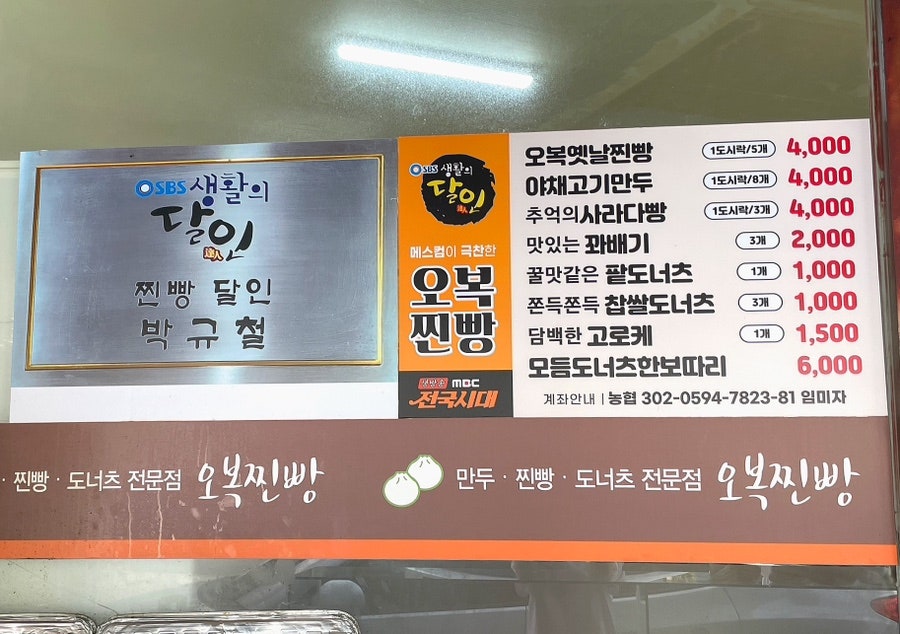 SBS 생활의
달인
達人
찐빵 달인
박규철
SBS 생활의
달인
達人
메스컴이 극찬한
오복
찐빵
생방송 MBC
전국시대
오복옛날찐빵 1도시락/5개 4,000
야채고기만두 1도시락/8개 4,000
추억의사라다빵 1도시락/3개 4,000
맛있는 꽈배기 3개 2,000
꿀맛같은 팥도너츠 1개 1,000
쫀득쫀득 찹쌀도너츠 3개 1,000
담백한 고로케 1개 1,500
모듬도너츠한보따리 6,000
계좌안내 | 농협 302-0594-7823-81 임미자
· 찐빵 · 도너츠 전문점 오복찐빵
만두 · 찐빵 · 도너츠 전문점 오복찐빵